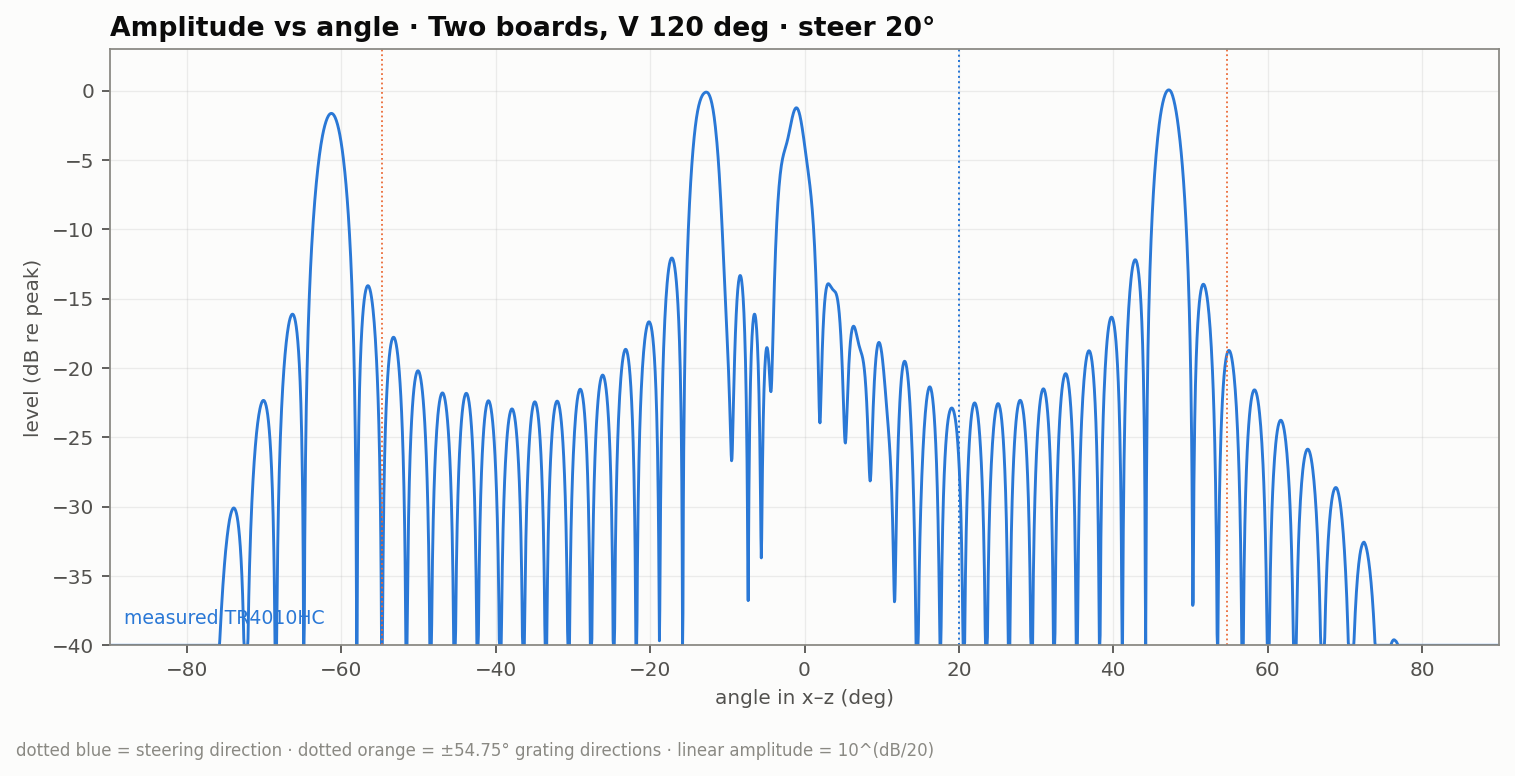 Amplitude vs angle · Two boards, V 120 deg · steer 20°
level (dB re peak)
0
−5
−10
−15
−20
−25
−30
−35
−40
measured TR4010HC
−80 −60 −40 −20 0 20 40 60 80
angle in x–z (deg)
dotted blue = steering direction · dotted orange = ±54.75° grating directions · linear amplitude = 10^(dB/20)